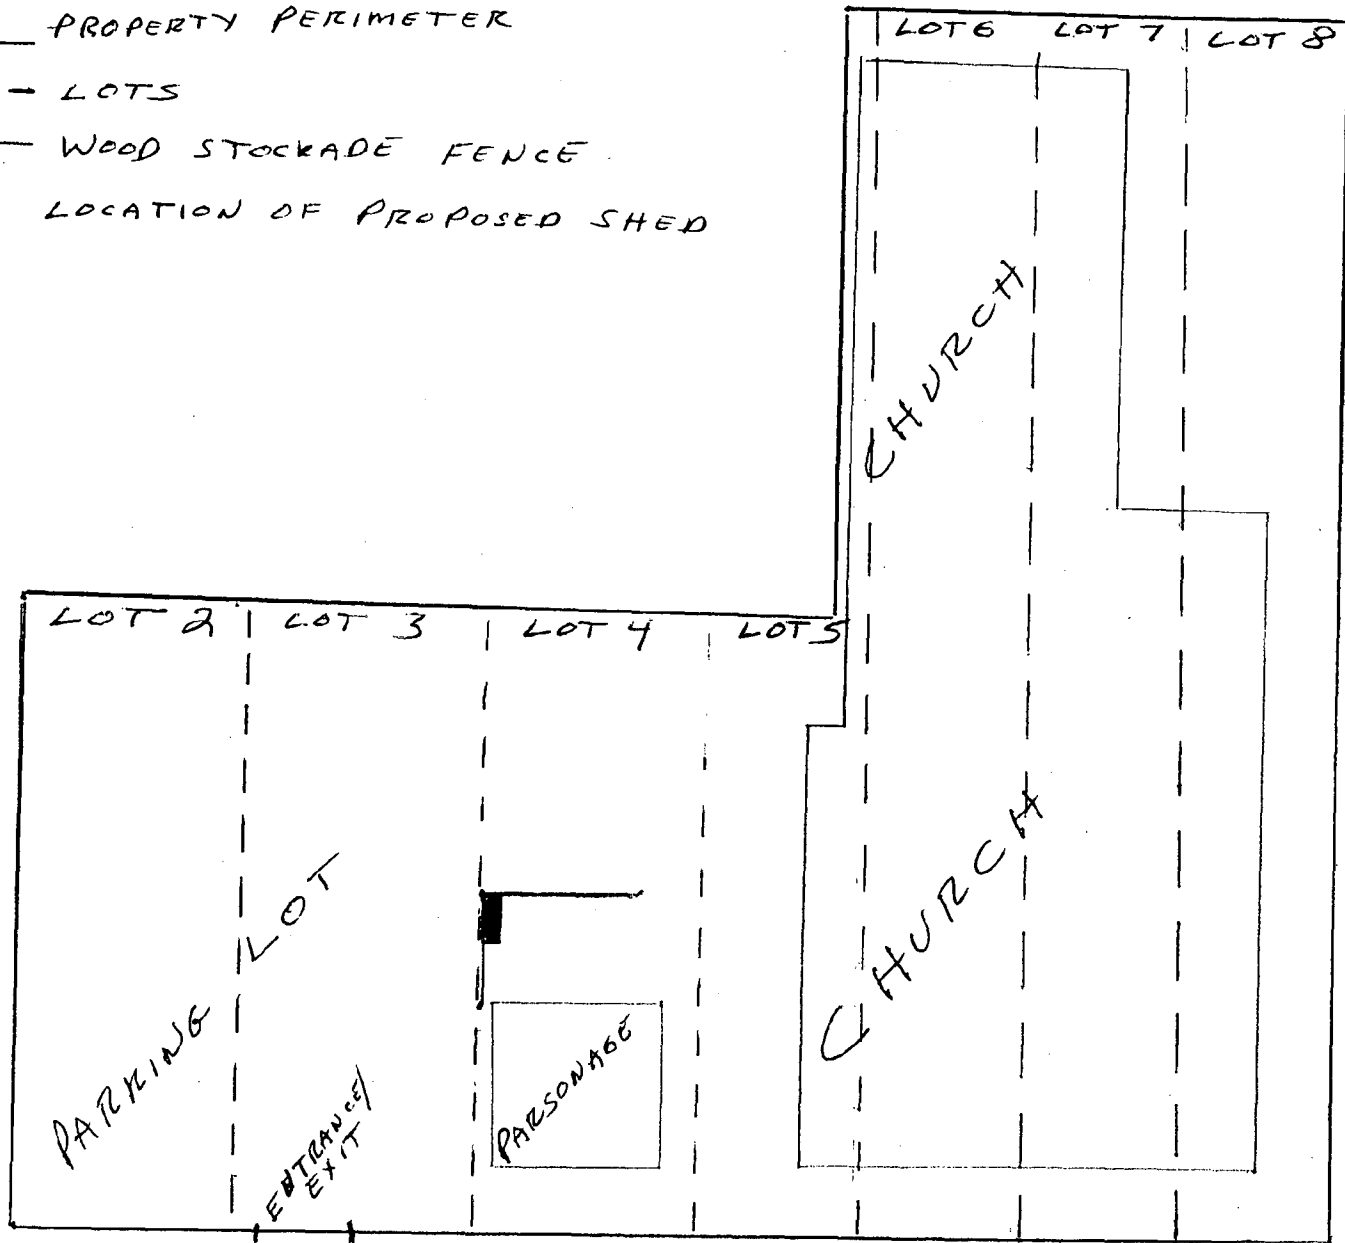 PROPERTY PERIMETER
LOTS
WOOD STOCKADE FENCE
LOCATION OF PROPOSED SHED
LOT 6 LOT 7 LOT 8
CHURCH
LOT 2 LOT 3 LOT 4 LOT 5
CHURCH
PARKING LOT
ENTRANCE/
EXIT
PARSONAGE